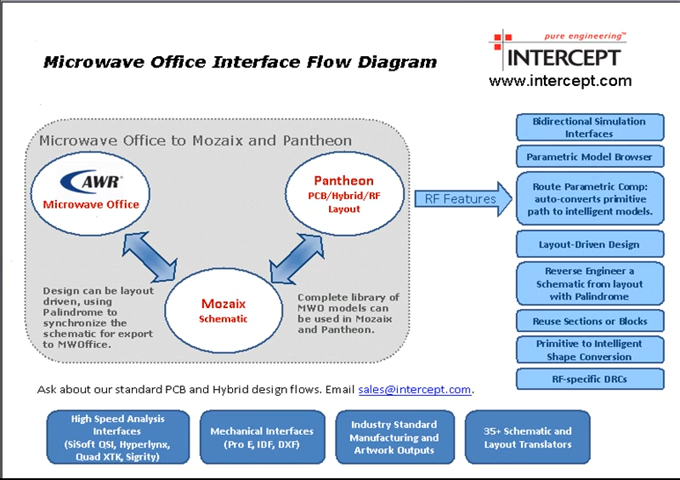 Microwave Office Interface Flow Diagram
pure engineering™
INTERCEPT
www.intercept.com
Microwave Office to Mozaix and Pantheon
AWR®
Microwave Office
Pantheon
PCB/Hybrid/RF
Layout
Mozaix
Schematic
Design can be layout
driven, using
Palindrome to
synchronize the
schematic for export
to MWOffice.
Complete library of
MWO models can
be used in Mozaix
and Pantheon.
RF Features
Bidirectional Simulation
Interfaces
Parametric Model Browser
Route Parametric Comp:
auto-converts primitive
path to intelligent models.
Layout-Driven Design
Reverse Engineer a
Schematic from layout
with Palindrome
Reuse Sections or Blocks
Primitive to Intelligent
Shape Conversion
RF-specific DRCs
Ask about our standard PCB and Hybrid design flows. Email sales@intercept.com.
High Speed Analysis
Interfaces
(SiSoft QSI, Hyperlynx,
Quad XTK, Sigrity)
Mechanical Interfaces
(Pro E, IDF, DXF)
Industry Standard
Manufacturing and
Artwork Outputs
35+ Schematic and
Layout Translators